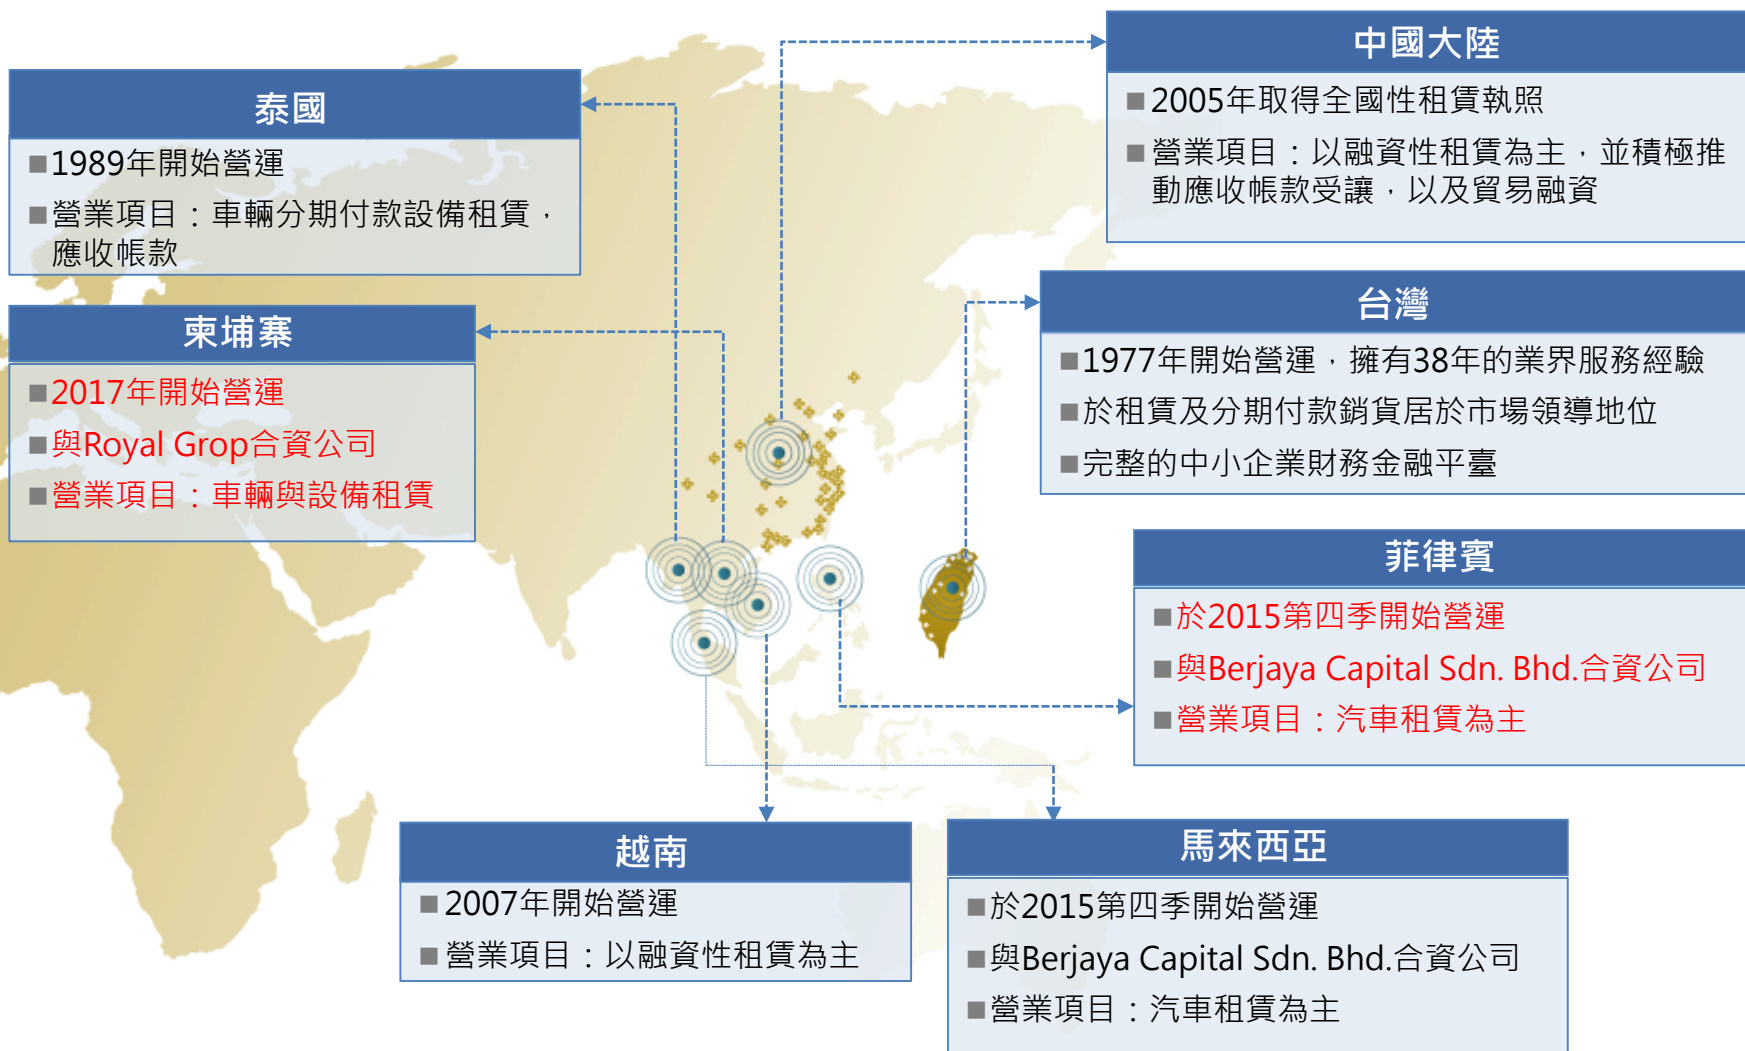 中國大陸
■2005年取得全國性租賃執照
■營業項目：以融資性租賃為主，並積極推
動應收帳款受讓，以及貿易融資
泰國
■1989年開始營運
■營業項目：車輛分期付款設備租賃，
應收帳款
台灣
■1977年開始營運，擁有38年的業界服務經驗
■於租賃及分期付款銷貨居於市場領導地位
■完整的中小企業財務金融平臺
柬埔寨
■2017年開始營運
■與Royal Grop合資公司
■營業項目：車輛與設備租賃
菲律賓
■於2015第四季開始營運
■與Berjaya Capital Sdn. Bhd.合資公司
■營業項目：汽車租賃為主
越南
■2007年開始營運
■營業項目：以融資性租賃為主
馬來西亞
■於2015第四季開始營運
■與Berjaya Capital Sdn. Bhd.合資公司
■營業項目：汽車租賃為主